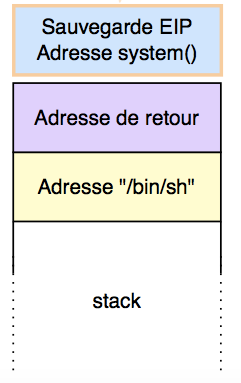 Sauvegarde EIP
Adresse system()
Adresse de retour
Adresse "/bin/sh"
stack